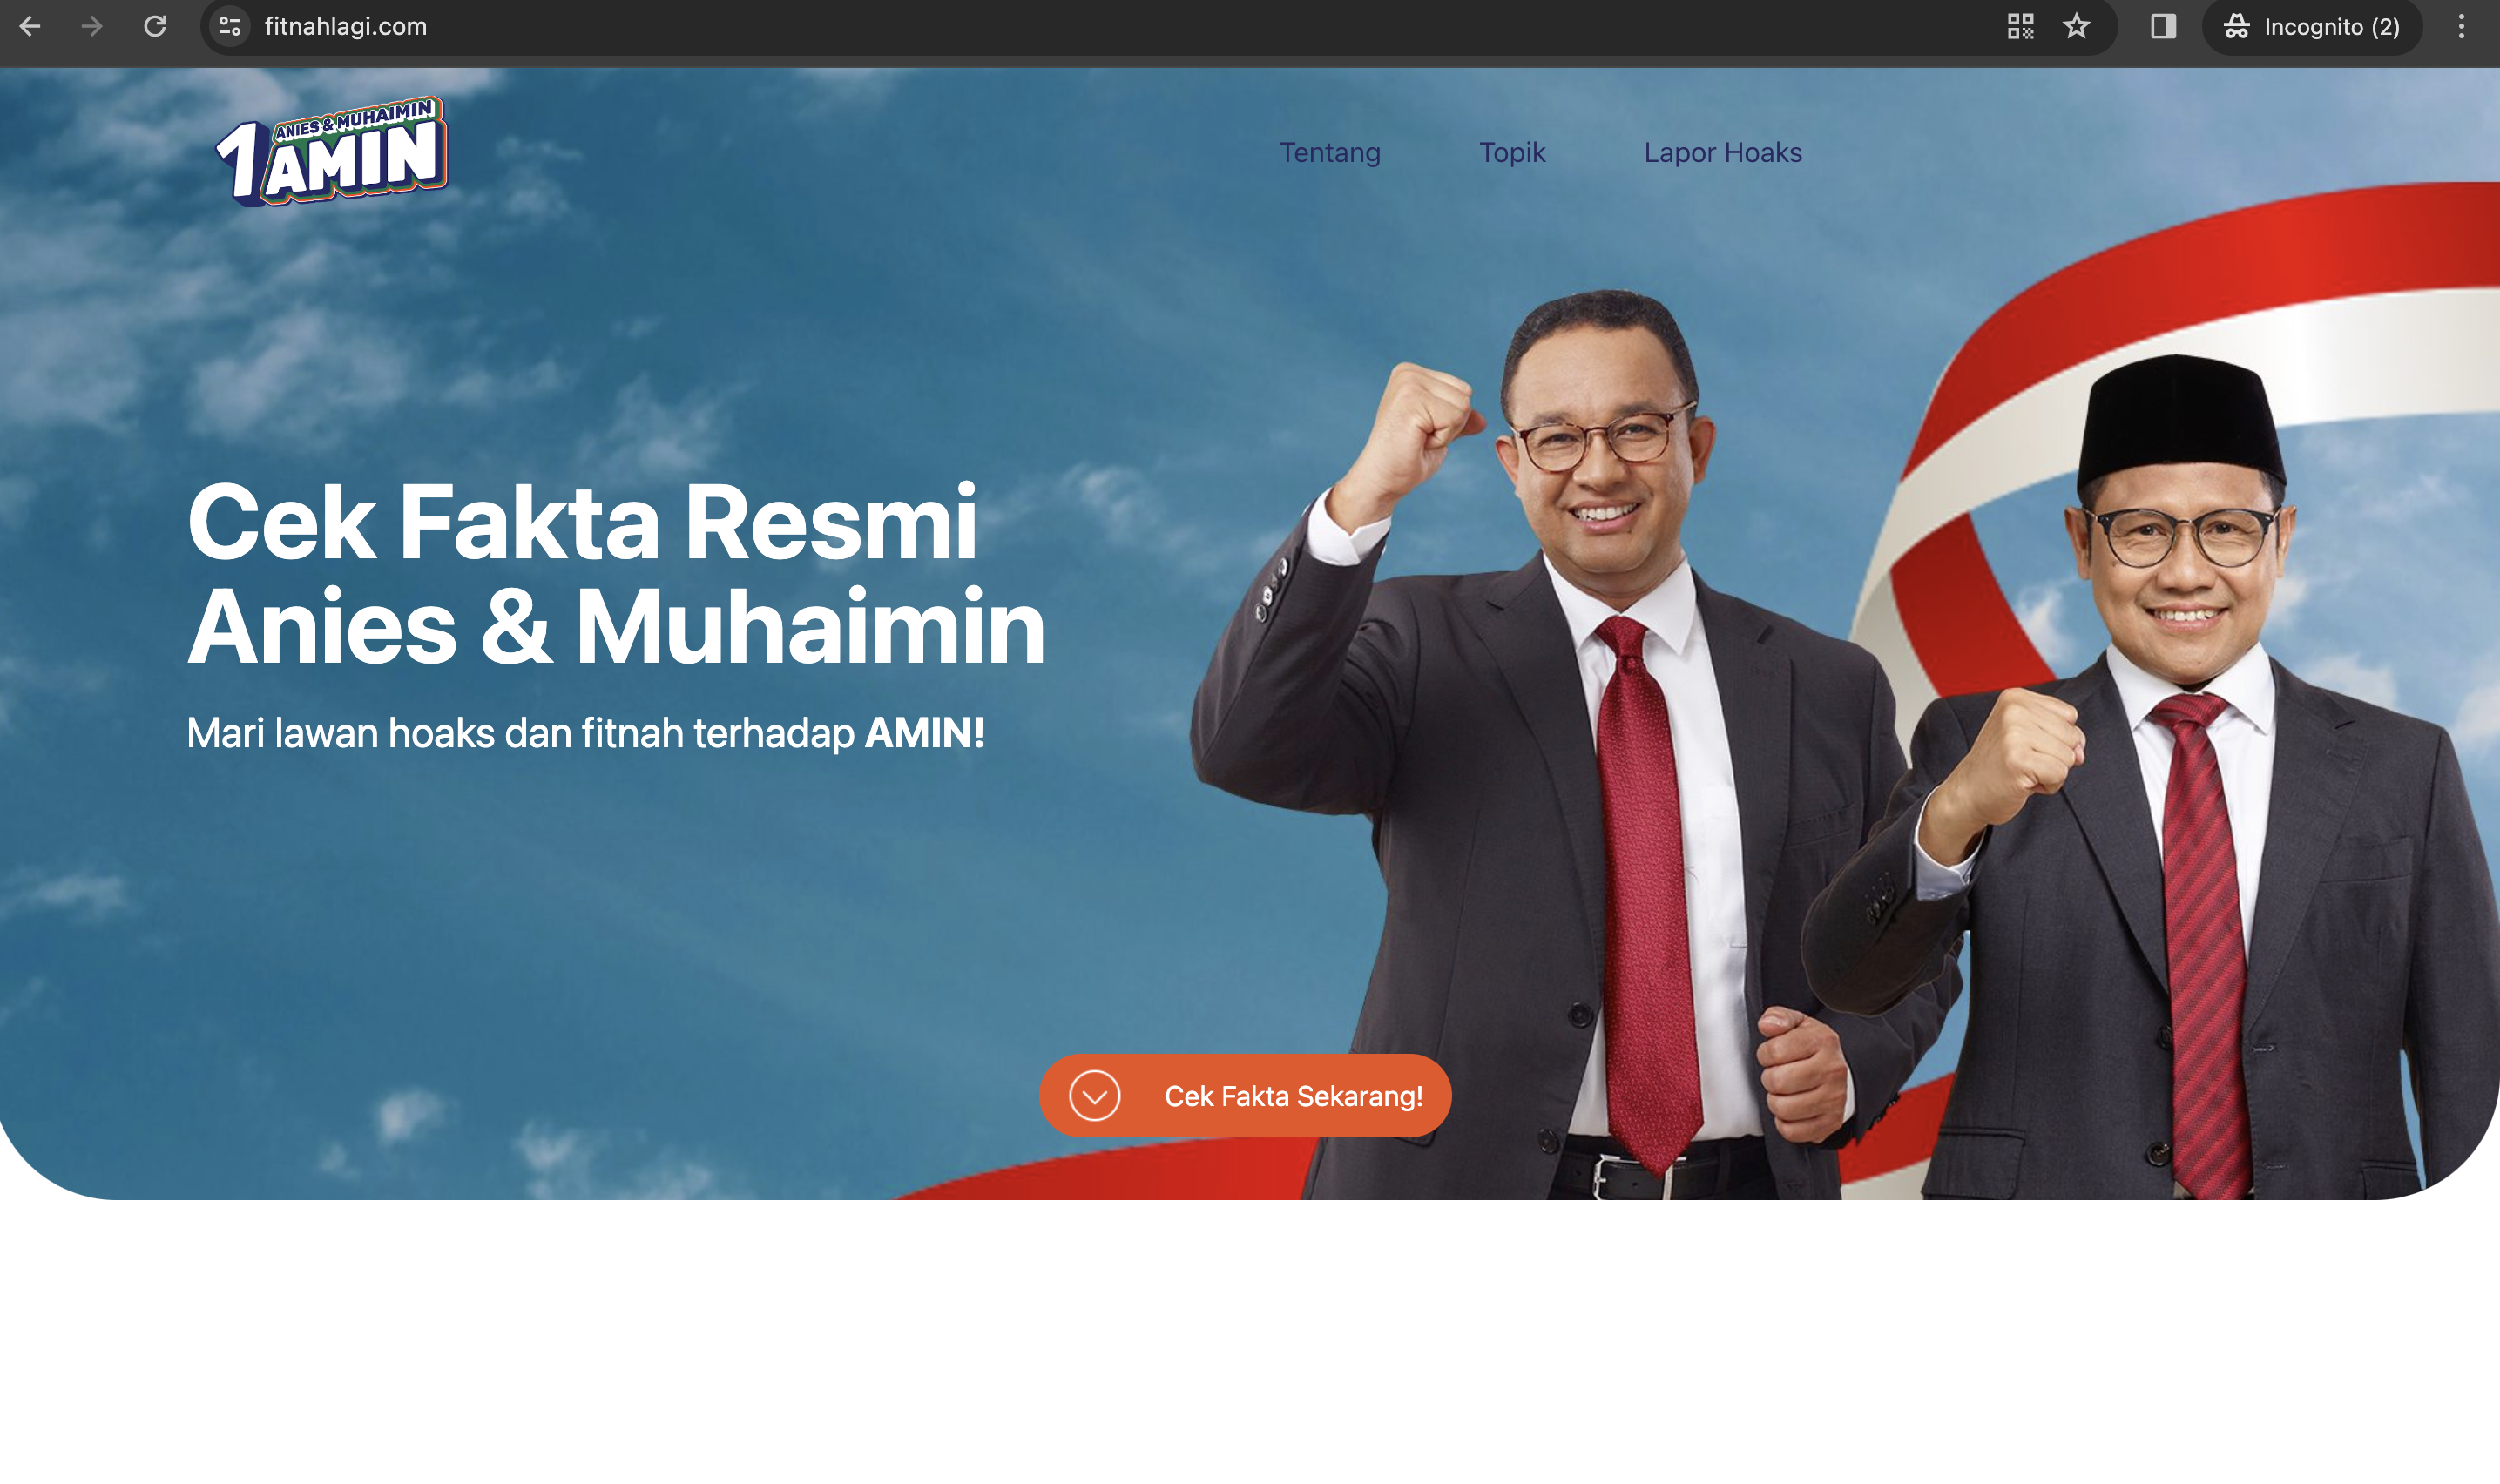 fitnahlagi.com
Incognito (2)
ANIES & MUHAIMIN
1 AMIN
Tentang
Topik
Lapor Hoaks
Cek Fakta Resmi
Anies & Muhaimin
Mari lawan hoaks dan fitnah terhadap AMIN!
Cek Fakta Sekarang!